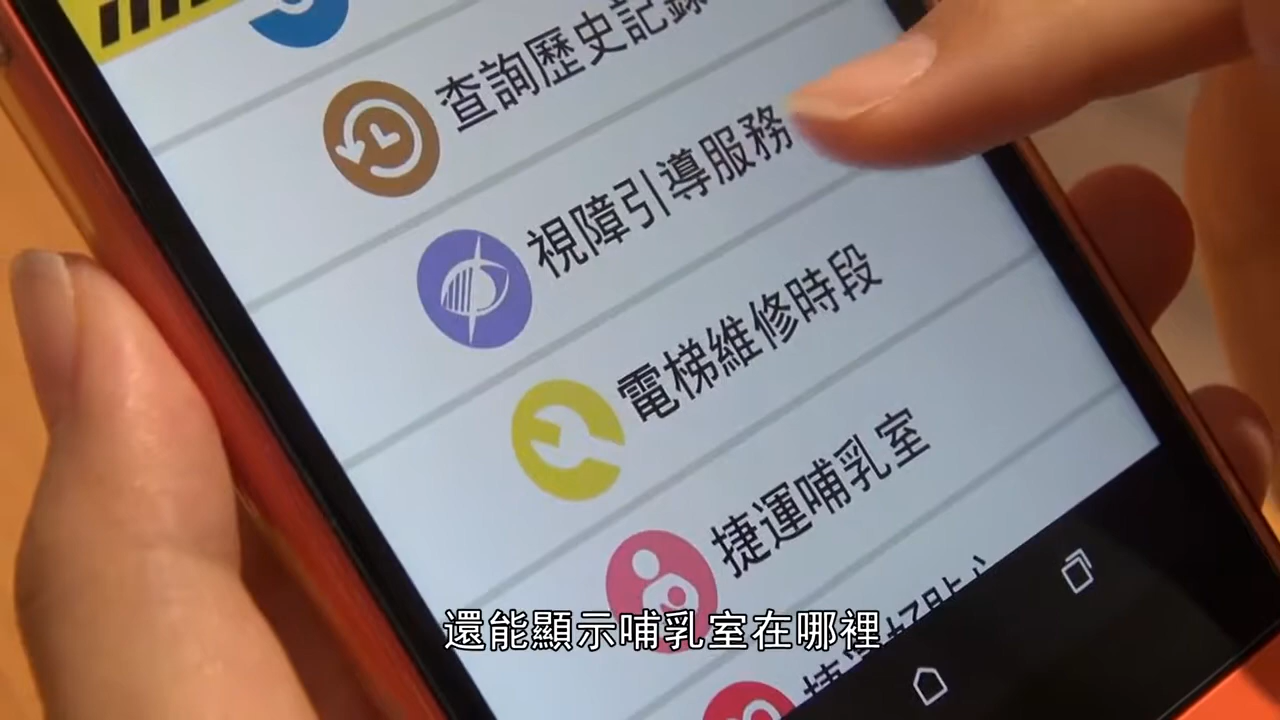 查詢歷史記錄
視障引導服務
電梯維修時段
捷運哺乳室
還能顯示哺乳室在哪裡